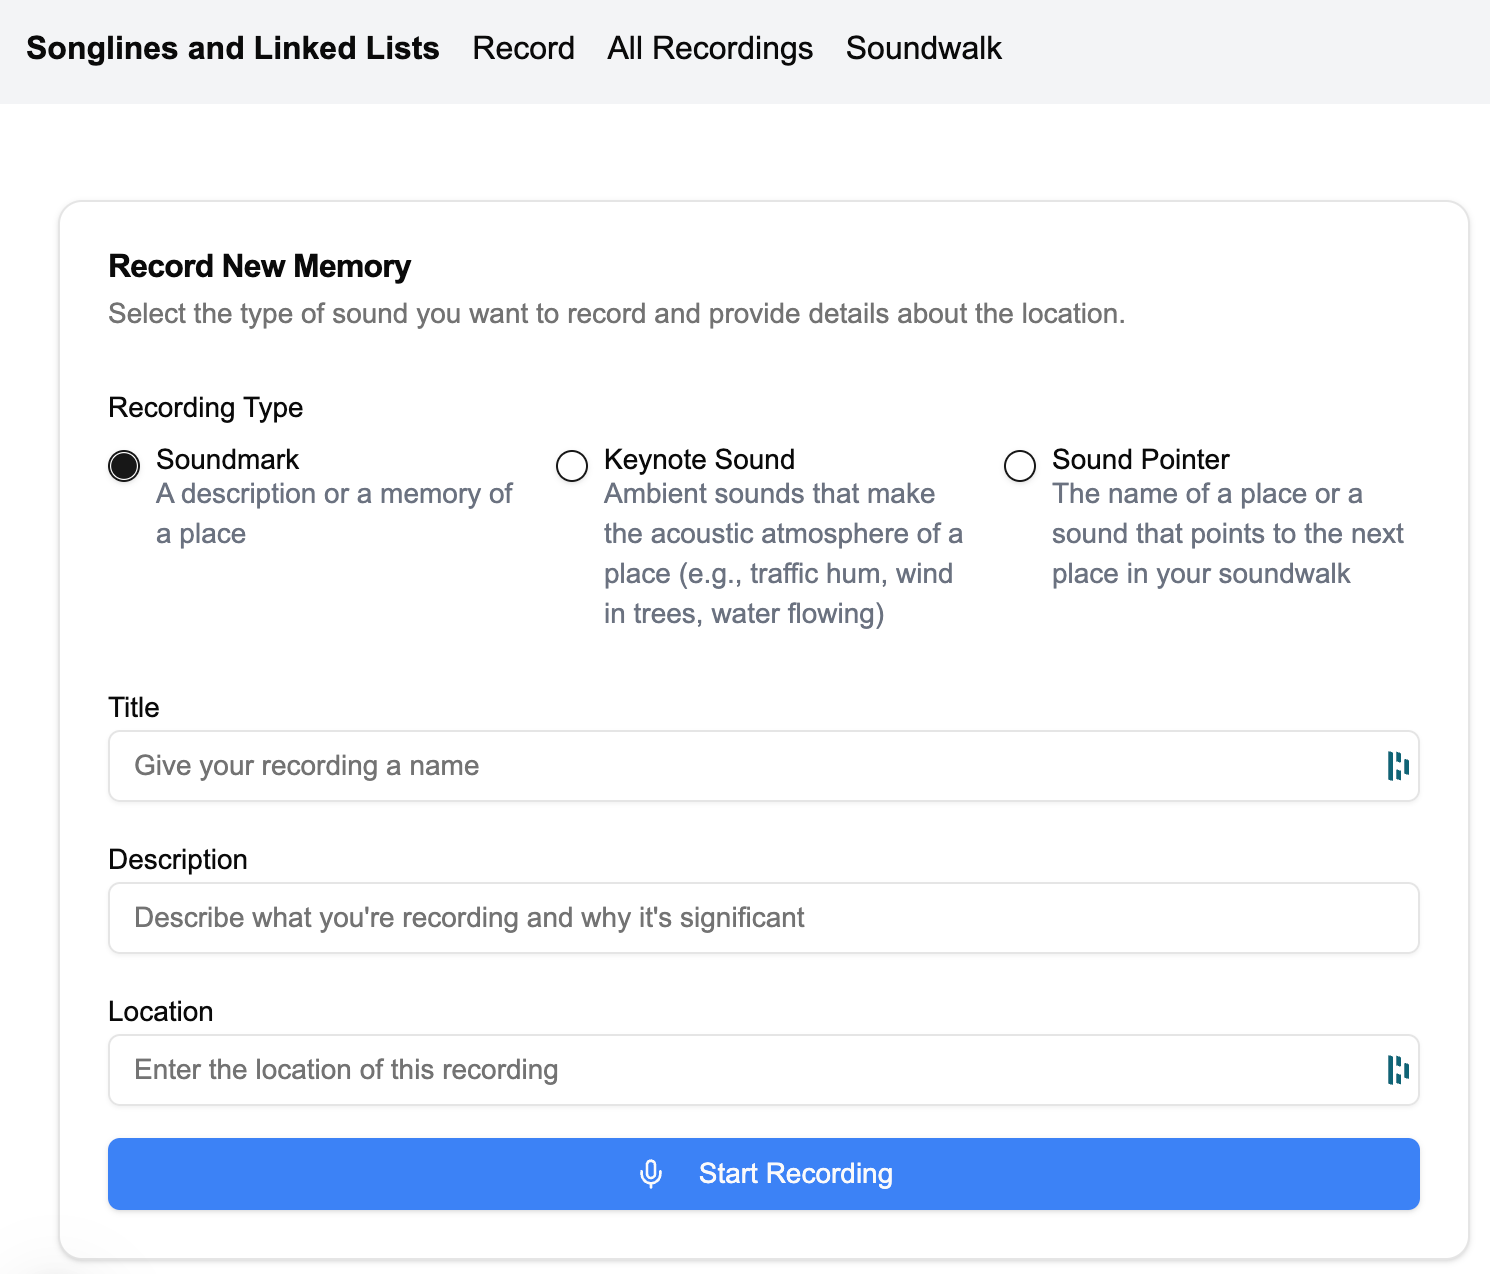 Songlines and Linked Lists Record All Recordings Soundwalk
Record New Memory
Select the type of sound you want to record and provide details about the location.
Recording Type
Soundmark
A description or a memory of
a place
Keynote Sound
Ambient sounds that make
the acoustic atmosphere of a
place (e.g., traffic hum, wind
in trees, water flowing)
Sound Pointer
The name of a place or a
sound that points to the next
place in your soundwalk
Title
Give your recording a name
Description
Describe what you're recording and why it's significant
Location
Enter the location of this recording
Start Recording